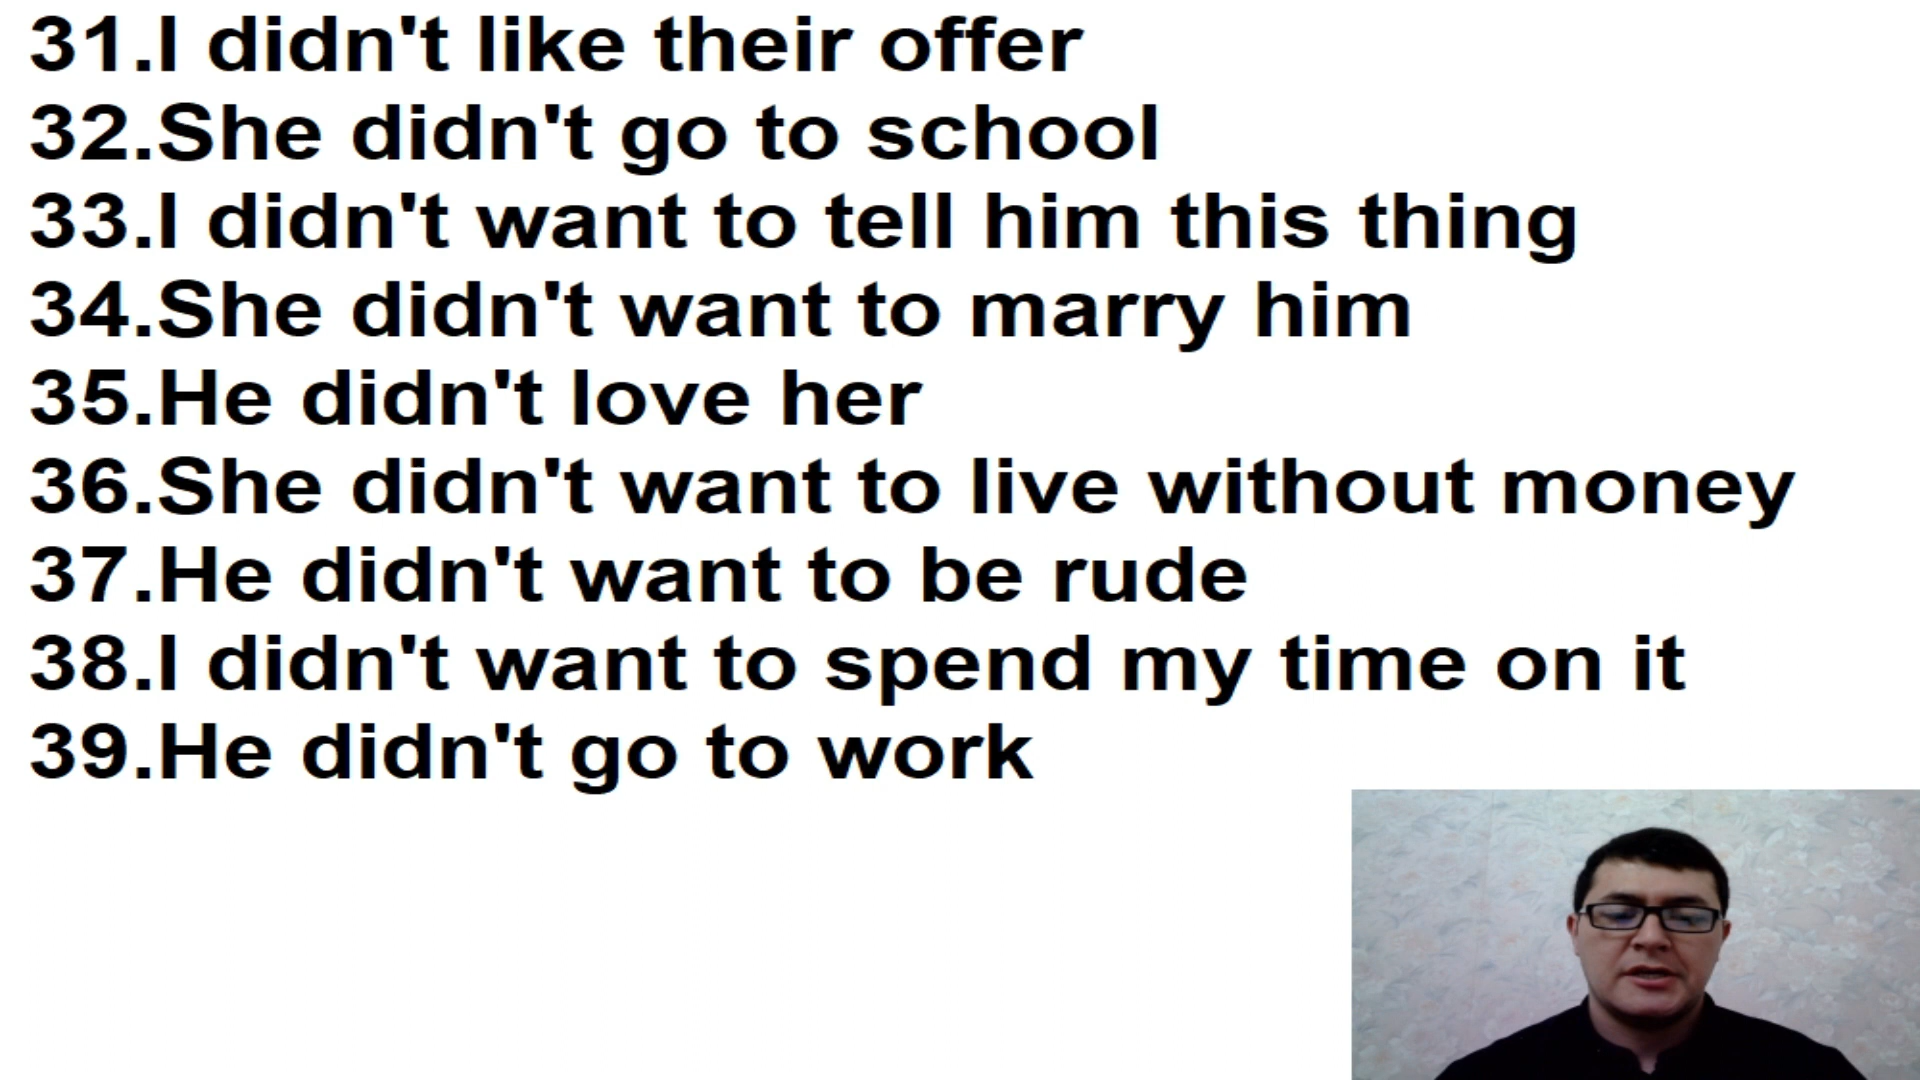 31.I didn't like their offer
32.She didn't go to school
33.I didn't want to tell him this thing
34.She didn't want to marry him
35.He didn't love her
36.She didn't want to live without money
37.He didn't want to be rude
38.I didn't want to spend my time on it
39.He didn't go to work